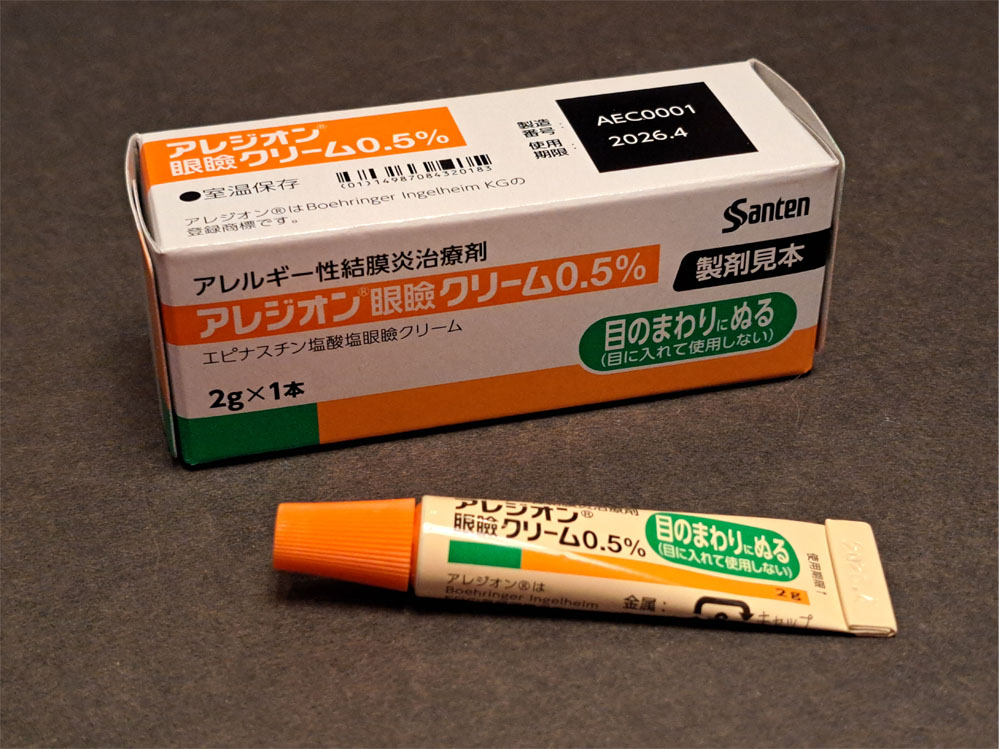 アレジオン®
眼瞼クリーム0.5%
●室温保存
(01)14987084320183
アレジオン®はBoehringer Ingelheim KGの
登録商標です。
製造番号:
AEC0001
使用期限:
2026.4
Santen
製剤見本
アレルギー性結膜炎治療剤
アレジオン®眼瞼クリーム0.5%
エピナスチン塩酸塩眼瞼クリーム
2g×1本
目のまわりにぬる
(目に入れて使用しない)
アレジオン®
眼瞼クリーム0.5%
目のまわりにぬる
(目に入れて使用しない)
2g
使用期限↑
アレジオン®は
Boehringer Ingelheim
金属:
キャップ